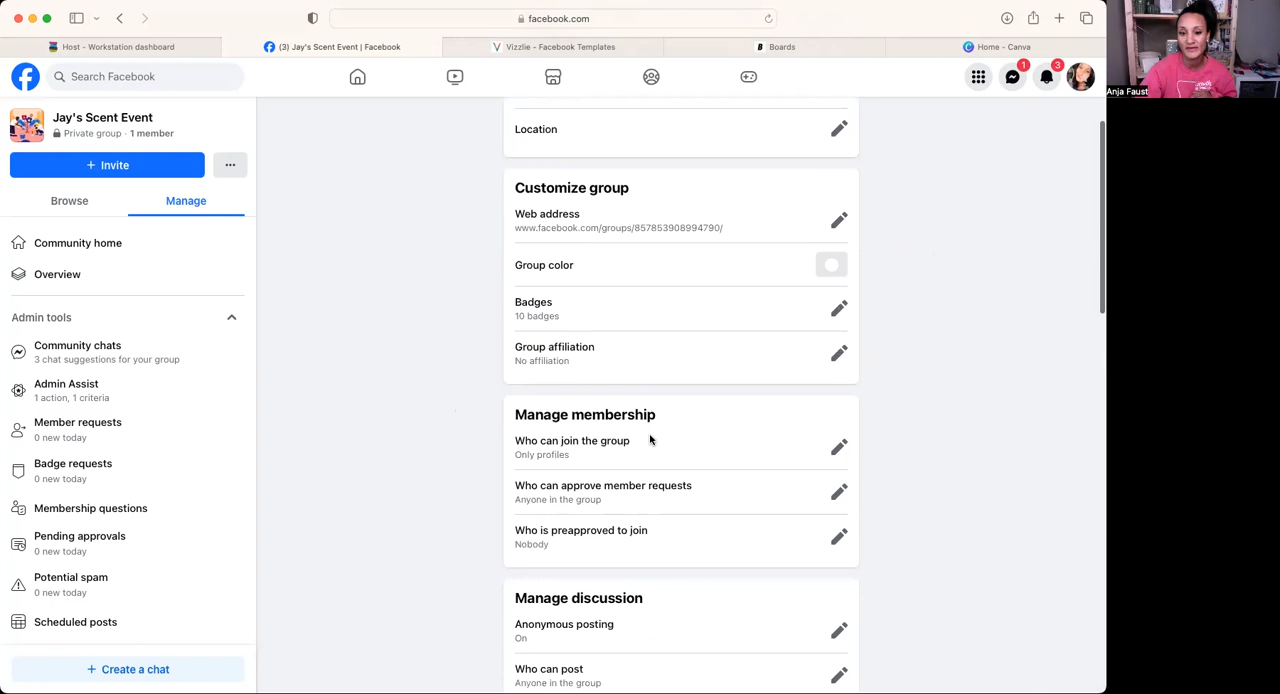 facebook.com
Host - Workstation dashboard
(3) Jay's Scent Event | Facebook
Vizzlie - Facebook Templates
Boards
Home - Canva
Search Facebook
1
3
Anja Faust
Jay's Scent Event
Private group · 1 member
+ Invite
Browse
Manage
Community home
Overview
Admin tools
Community chats
3 chat suggestions for your group
Admin Assist
1 action, 1 criteria
Member requests
0 new today
Badge requests
0 new today
Membership questions
Pending approvals
0 new today
Potential spam
0 new today
Scheduled posts
+ Create a chat
Location
Customize group
Web address
www.facebook.com/groups/857853908994790/
Group color
Badges
10 badges
Group affiliation
No affiliation
Manage membership
Who can join the group
Only profiles
Who can approve member requests
Anyone in the group
Who is preapproved to join
Nobody
Manage discussion
Anonymous posting
On
Who can post
Anyone in the group